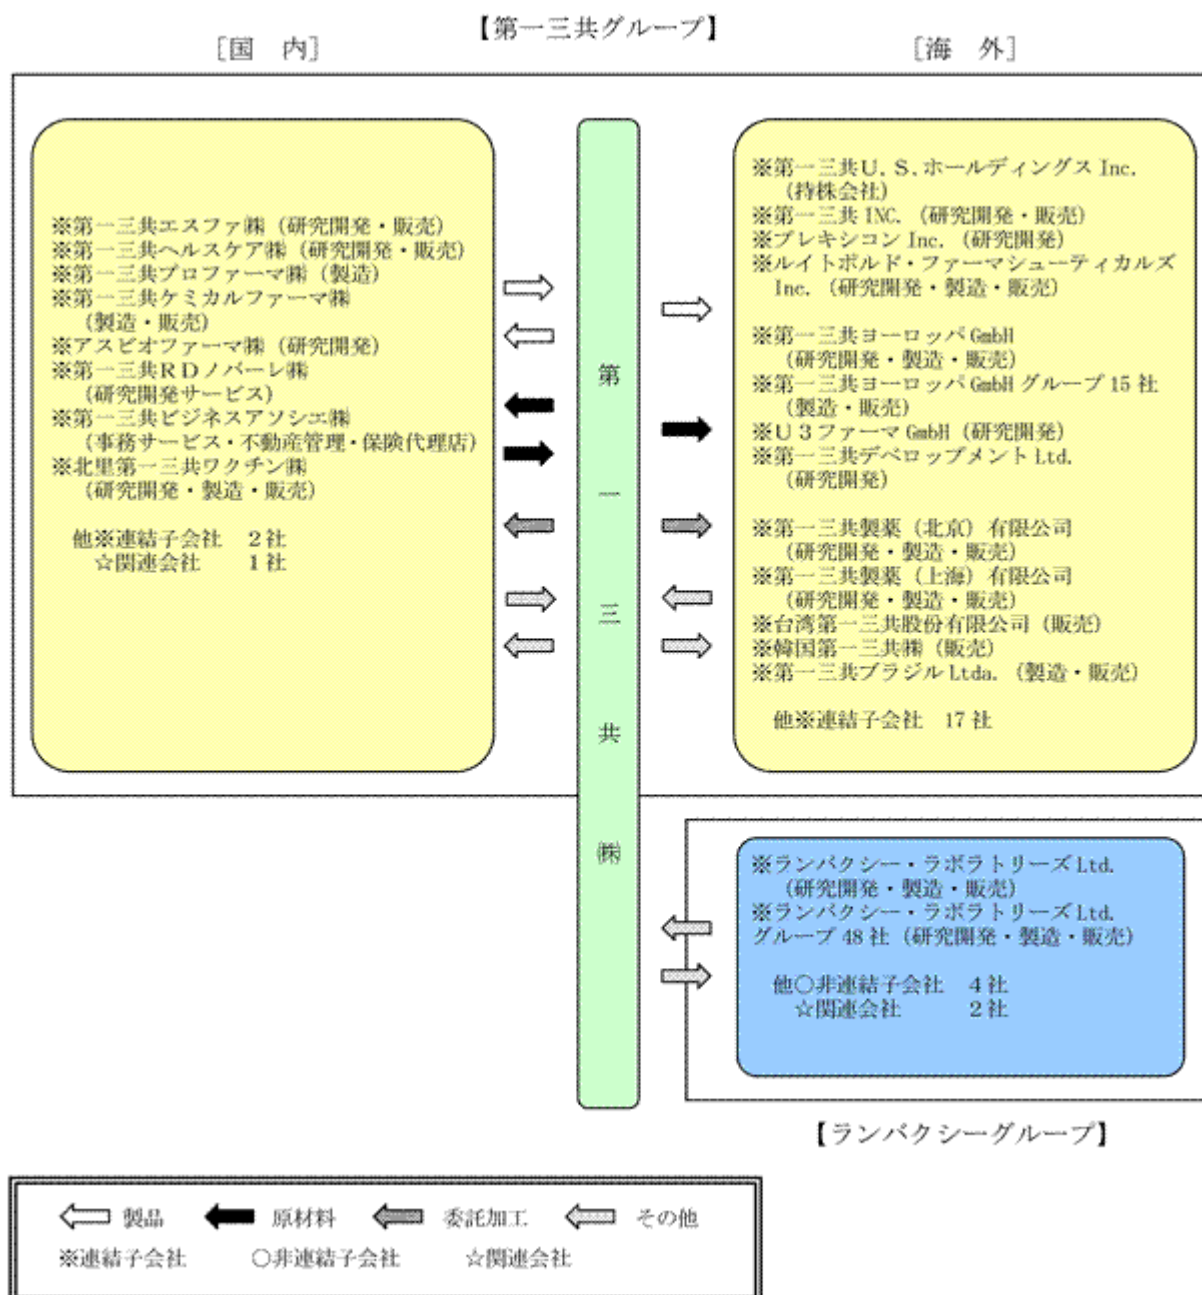 【第一三共グループ】
［国　内］
［海　外］
※第一三共エスファ㈱（研究開発・販売）
※第一三共ヘルスケア㈱（研究開発・販売）
※第一三共プロファーマ㈱（製造）
※第一三共ケミカルファーマ㈱
（製造・販売）
※アスビオファーマ㈱（研究開発）
※第一三共ＲＤノバーレ㈱
（研究開発サービス）
※第一三共ビジネスアソシエ㈱
（事務サービス・不動産管理・保険代理店）
※北里第一三共ワクチン㈱
（研究開発・製造・販売）
他※連結子会社　２社
☆関連会社　１社
第一三共㈱
※第一三共Ｕ．Ｓ．ホールディングス Inc.
（持株会社）
※第一三共 INC.（研究開発・販売）
※プレキシコン Inc.（研究開発）
※ルイトポルド・ファーマシューティカルズ
Inc.（研究開発・製造・販売）
※第一三共ヨーロッパ GmbH
（研究開発・製造・販売）
※第一三共ヨーロッパ GmbH グループ 15 社
（製造・販売）
※Ｕ３ファーマ GmbH（研究開発）
※第一三共デベロップメント Ltd.
（研究開発）
※第一三共製薬（北京）有限公司
（研究開発・製造・販売）
※第一三共製薬（上海）有限公司
（研究開発・製造・販売）
※台湾第一三共股份有限公司（販売）
※韓国第一三共㈱（販売）
※第一三共ブラジル Ltda.（製造・販売）
他※連結子会社　17 社
※ランバクシー・ラボラトリーズ Ltd.
（研究開発・製造・販売）
※ランバクシー・ラボラトリーズ Ltd.
グループ 48 社（研究開発・製造・販売）
他○非連結子会社　４社
☆関連会社　２社
【ランバクシーグループ】
製品　原材料　委託加工　その他
※連結子会社　○非連結子会社　☆関連会社